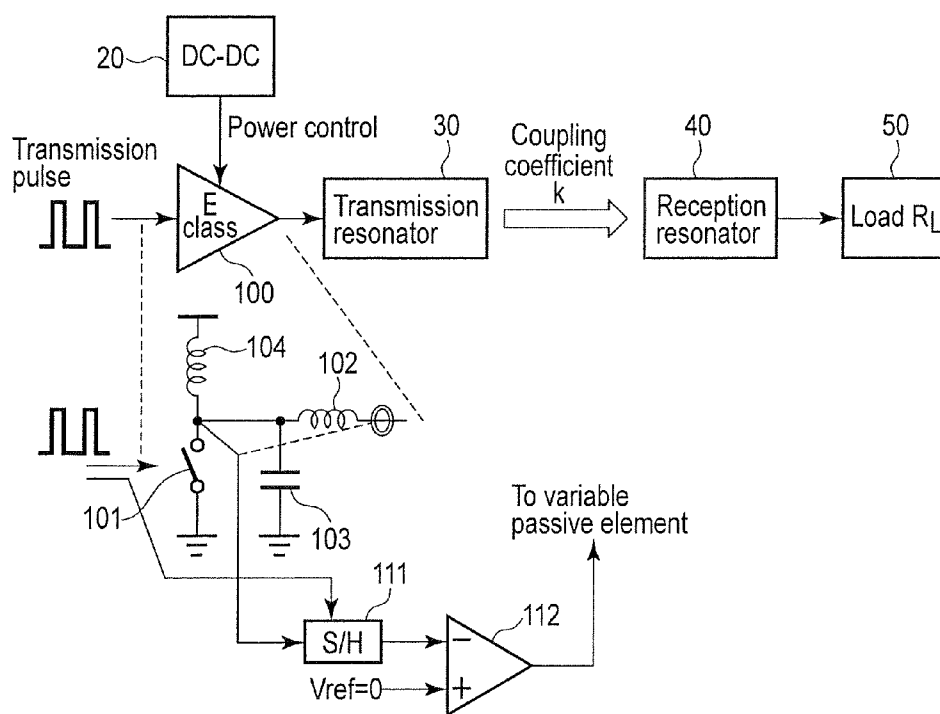 20
DC-DC
Power control
Transmission
pulse
E
class
100
30
Transmission
resonator
Coupling
coefficient
k
40
Reception
resonator
50
Load RL
104
102
101
103
To variable
passive element
111
S/H
112
−
+
Vref=0